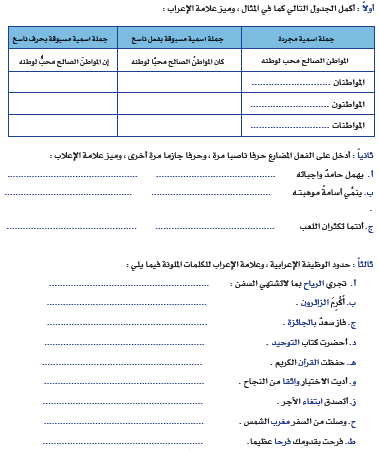 أولاً : أكمل الجدول التالي كما في المثال ، وميز علامة الإعراب :
جملة اسمية مجردة جملة اسمية مسبوقة بفعل ناسخ جملة اسمية مسبوقة بحرف ناسخ
المواطن الصالح محب لوطنه كان المواطنُ الصالح محبًا لوطنه إن المواطنَ الصالح محبٌ لوطنه
المواطنان ............................
المواطنون ............................
المواطنات ............................
ثانياً : أدخل على الفعل المضارع حرفا ناصبا مرة ، وحرفا جازما مرة أخرى ، وميز علامة الإعلاب :
أ. يهمل حامدٌ واجباته ............................ ............................
ب. ينمّي أسامةُ موهبته ............................ ............................
.
ج. أنتما تكثران اللعب ............................ ............................
ثالثاً : حدود الوظيفة الإعرابية ، وعلامة الإعراب للكلمات الملونة فيما يلي :
أ. تجري الرياح بما لاتشتهي السفن : ............................
ب. أُكْرِمَ الزائرون . ............................
ج. فاز سعدٌ بالجائزة . ............................
د. أحضرت كتاب التوحيد . ............................
هـ. حفظت القرآن الكريم . ............................
و. أديت الاختبار واثقا من النجاح . ............................
ز. أتصدق ابتغاء الأجر . ............................
ح. وصلت من السفر مغرب الشمس . ............................
ط. فرحت بقدومك فرحا عظيما . ............................